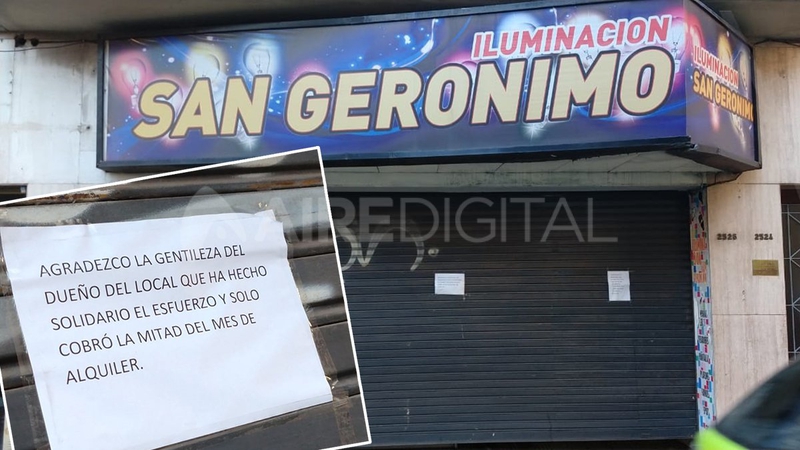 ILUMINACION
SAN GERONIMO
ILUMINACION
SAN GERONIMO
AIREDIGITAL
2525 2524
AGRADEZCO LA GENTILEZA DEL
DUEÑO DEL LOCAL QUE HA HECHO
SOLIDARIO EL ESFUERZO Y SOLO
COBRÓ LA MITAD DEL MES DE
ALQUILER.